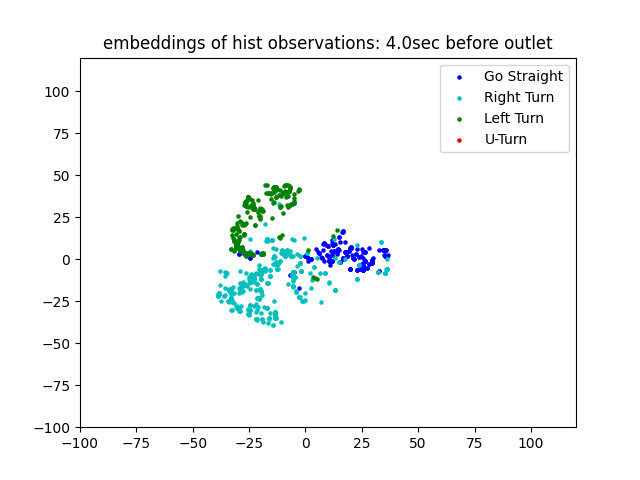 embeddings of hist observations: 4.0sec before outlet
Go Straight
Right Turn
Left Turn
U-Turn
100
75
50
25
0
−25
−50
−75
−100
−100 −75 −50 −25 0 25 50 75 100